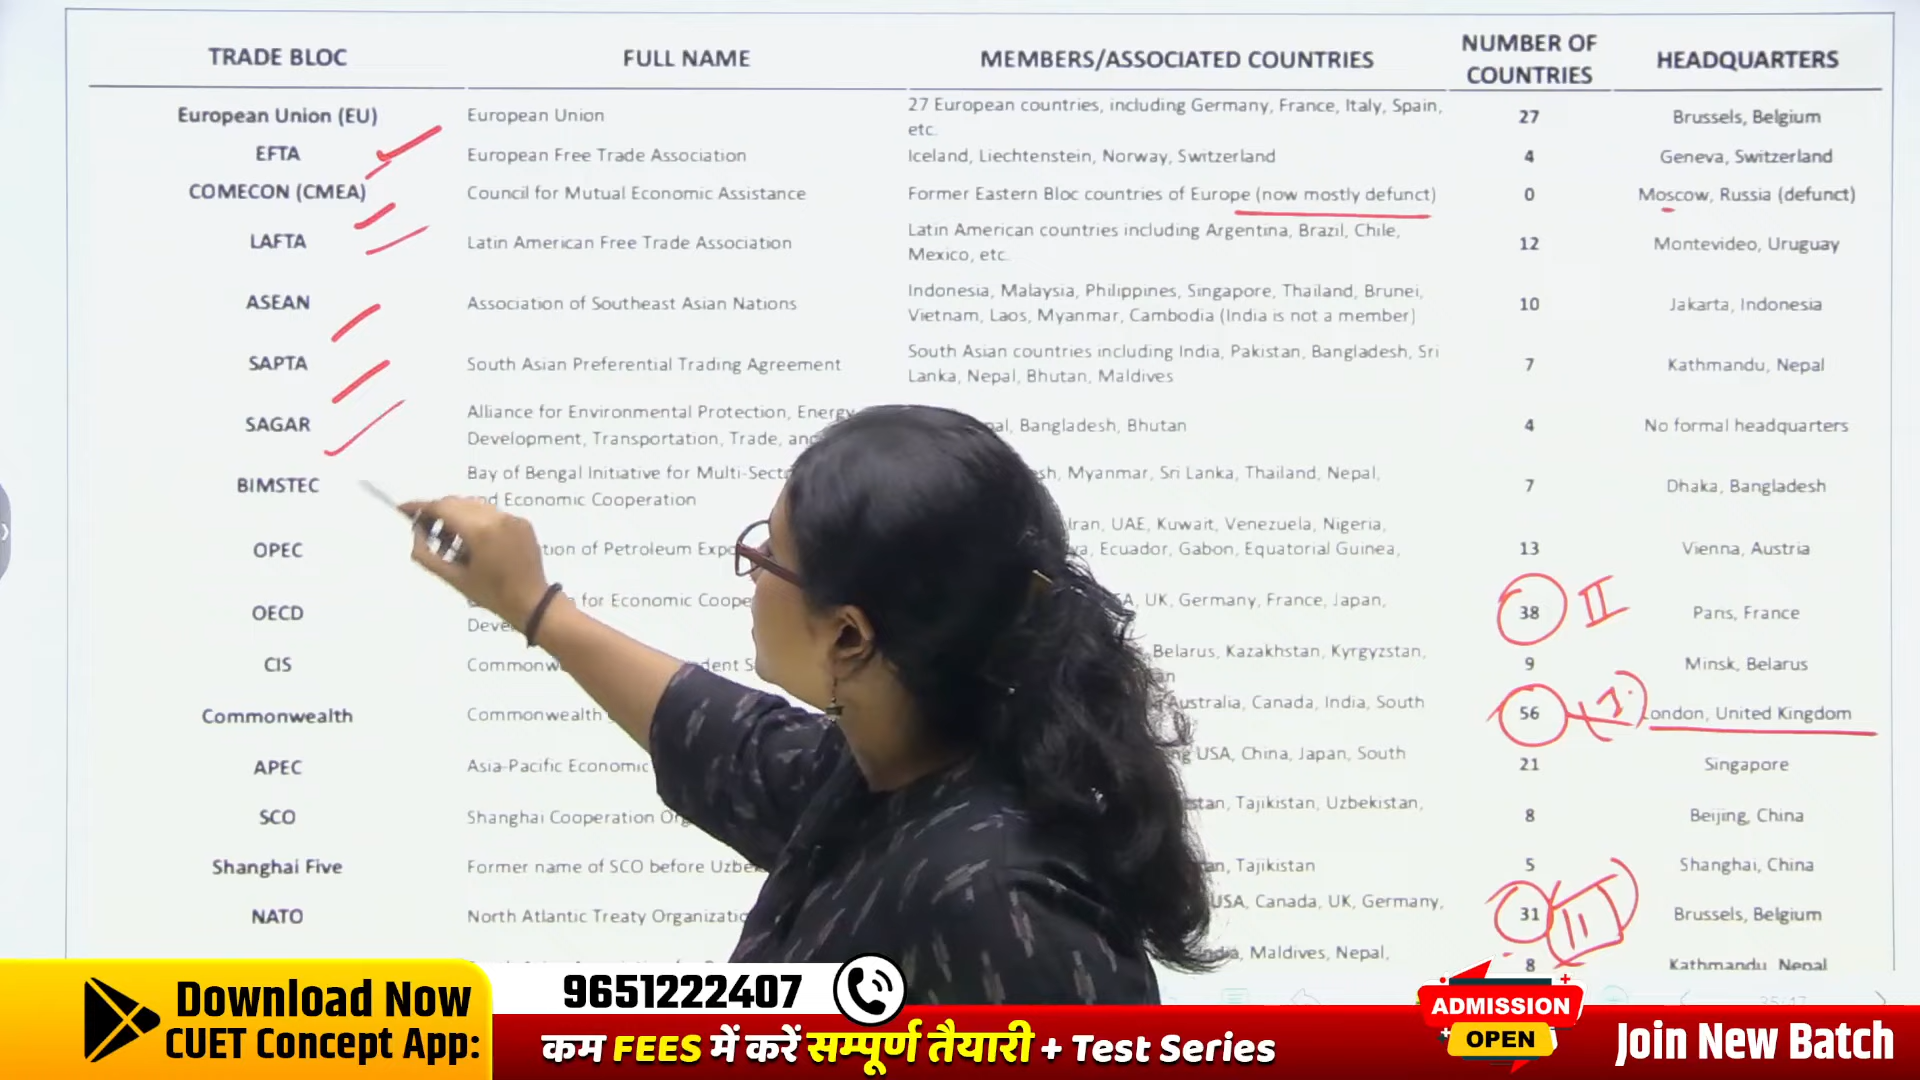 TRADE BLOC FULL NAME MEMBERS/ASSOCIATED COUNTRIES NUMBER OF COUNTRIES HEADQUARTERS
European Union (EU) European Union 27 European countries, including Germany, France, Italy, Spain, etc. 27 Brussels, Belgium
EFTA European Free Trade Association Iceland, Liechtenstein, Norway, Switzerland 4 Geneva, Switzerland
COMECON (CMEA) Council for Mutual Economic Assistance Former Eastern Bloc countries of Europe (now mostly defunct) 0 Moscow, Russia (defunct)
LAFTA Latin American Free Trade Association Latin American countries including Argentina, Brazil, Chile, Mexico, etc. 12 Montevideo, Uruguay
ASEAN Association of Southeast Asian Nations Indonesia, Malaysia, Philippines, Singapore, Thailand, Brunei, Vietnam, Laos, Myanmar, Cambodia (India is not a member) 10 Jakarta, Indonesia
SAPTA South Asian Preferential Trading Agreement South Asian countries including India, Pakistan, Bangladesh, Sri Lanka, Nepal, Bhutan, Maldives 7 Kathmandu, Nepal
SAGAR Alliance for Environmental Protection, Energy Development, Transportation, Trade, Bangladesh, Bhutan 4 No formal headquarters
BIMSTEC Bay of Bengal Initiative for Economic Cooperation Myanmar, Sri Lanka, Thailand, Nepal, 7 Dhaka, Bangladesh
OPEC of Petroleum Iran, UAE, Kuwait, Venezuela, Nigeria, Ecuador, Gabon, Equatorial Guinea, 13 Vienna, Austria
OECD for Economic UK, Germany, France, Japan, 38 II Paris, France
CIS Belarus, Kazakhstan, Kyrgyzstan, 9 Minsk, Belarus
Commonwealth Commonwealth Australia, Canada, India, South 56 (I) London, United Kingdom
APEC Asia-Pacific Economic USA, China, Japan, South 21 Singapore
SCO Shanghai Cooperation Tajikistan, Uzbekistan, 8 Beijing, China
Shanghai Five Former name of SCO before Tajikistan 5 Shanghai, China
NATO North Atlantic Treaty USA, Canada, UK, Germany, 31 Brussels, Belgium
India, Maldives, Nepal, 8 Kathmandu, Nepal
Download Now
CUET Concept App:
9651222407
कम FEES में करें सम्पूर्ण तैयारी + Test Series
ADMISSION
OPEN
Join New Batch